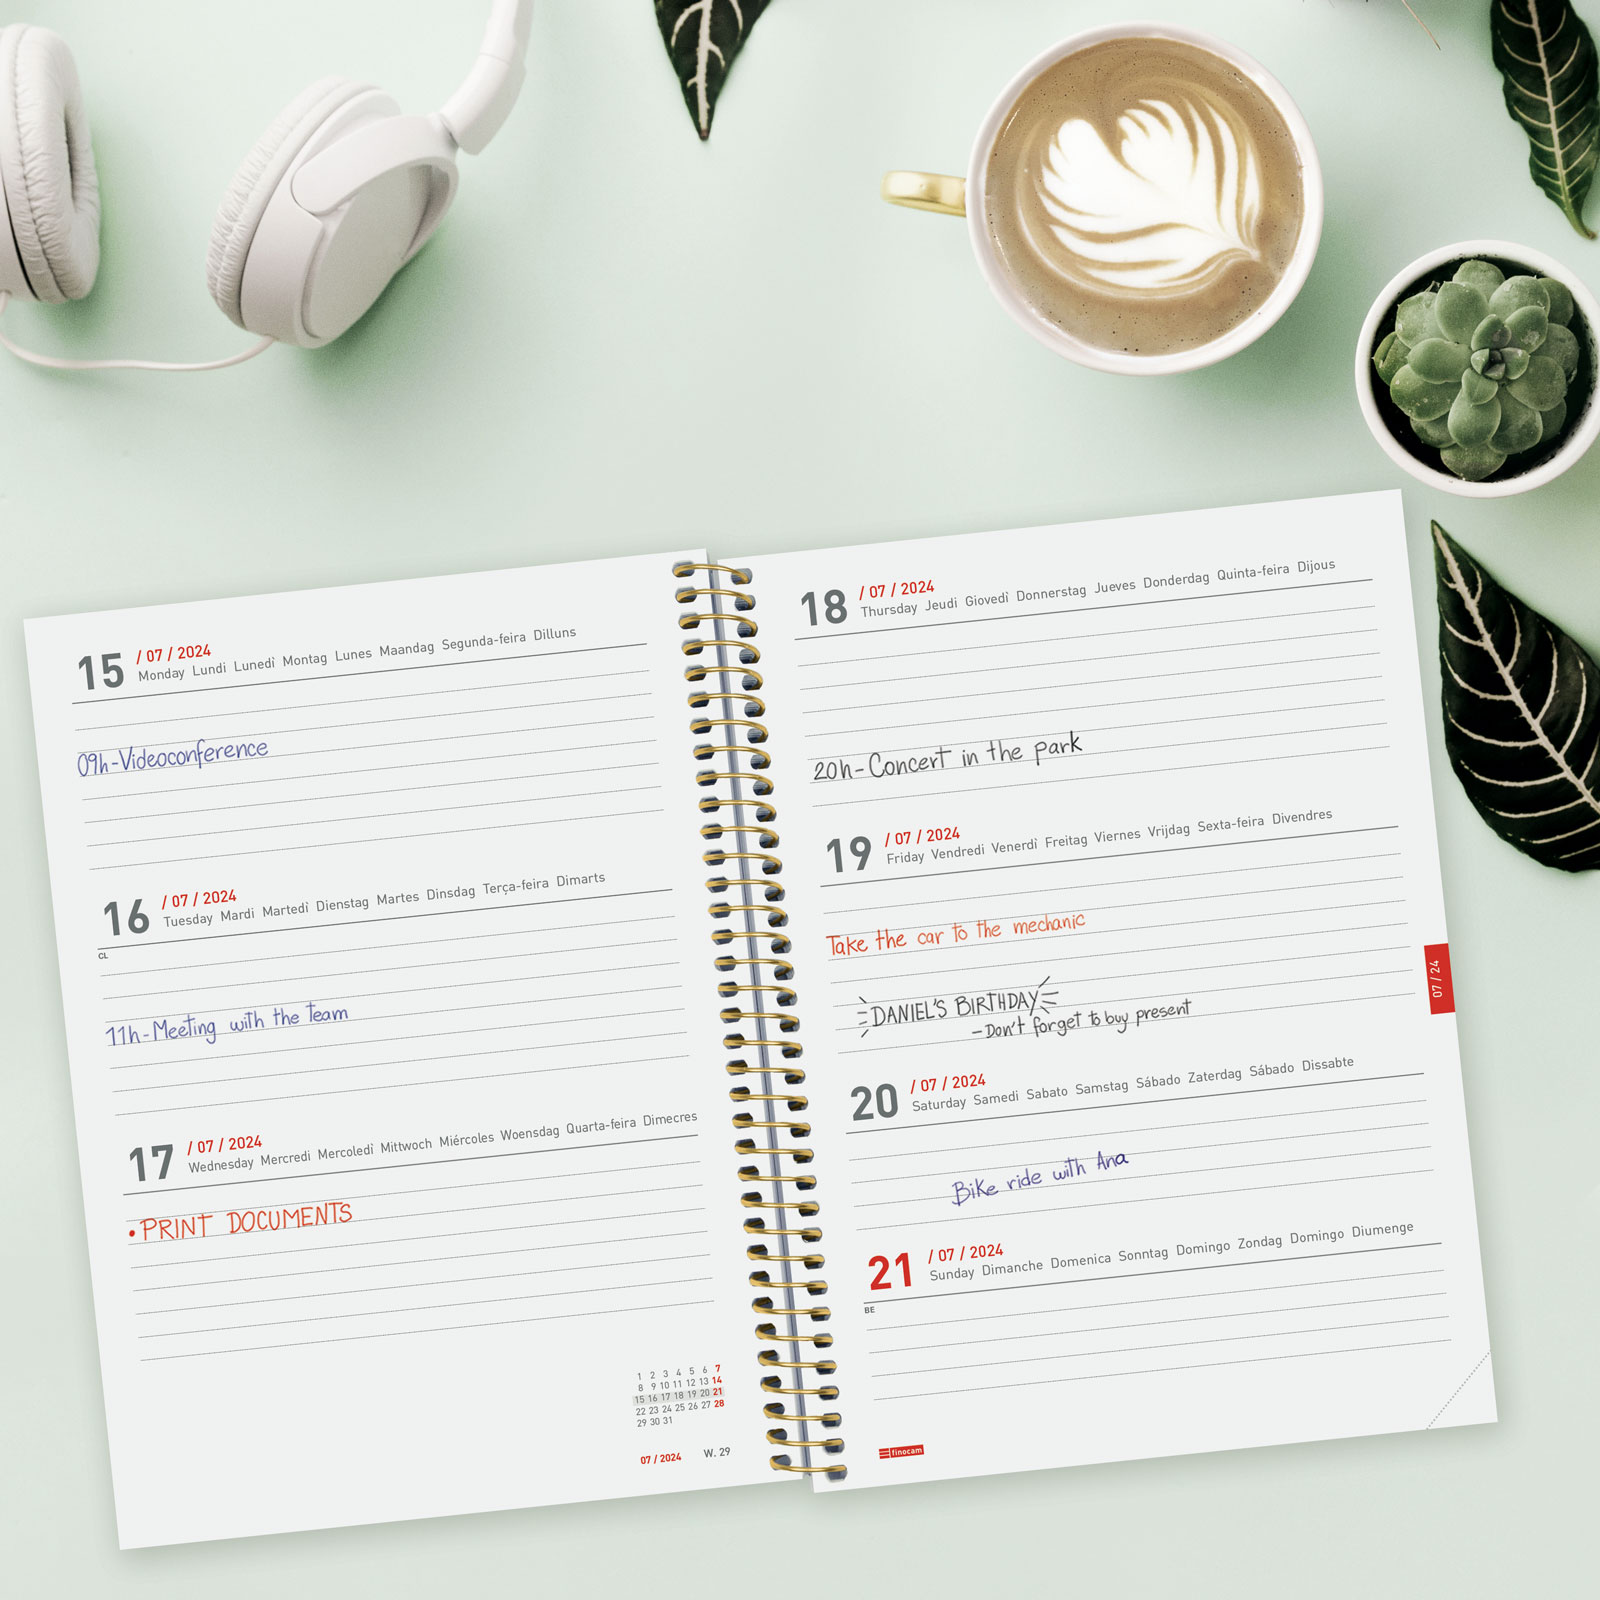 15 / 07 / 2024
Monday Lundi Lunedì Montag Lunes Maandag Segunda-feira Dilluns
09h-Videoconference
16 / 07 / 2024
Tuesday Mardi Martedì Dienstag Martes Dinsdag Terça-feira Dimarts
CL
11h-Meeting with the team
17 / 07 / 2024
Wednesday Mercredi Mercoledì Mittwoch Miércoles Woensdag Quarta-feira Dimecres
• PRINT DOCUMENTS
1 2 3 4 5 6 7
8 9 10 11 12 13 14
15 16 17 18 19 20 21
22 23 24 25 26 27 28
29 30 31
07 / 2024 W. 29
18 / 07 / 2024
Thursday Jeudi Giovedì Donnerstag Jueves Donderdag Quinta-feira Dijous
20h-Concert in the park
19 / 07 / 2024
Friday Vendredi Venerdì Freitag Viernes Vrijdag Sexta-feira Divendres
Take the car to the mechanic
DANIEL'S BIRTHDAY
-Don't forget to buy present
07 / 24
20 / 07 / 2024
Saturday Samedi Sabato Samstag Sábado Zaterdag Sábado Dissabte
Bike ride with Ana
21 / 07 / 2024
Sunday Dimanche Domenica Sonntag Domingo Zondag Domingo Diumenge
BE
finocam